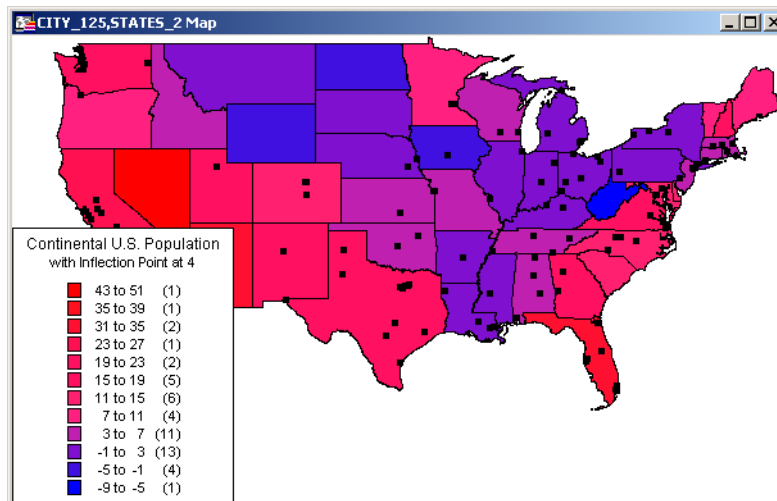 CITY_125,STATES_2 Map
Continental U.S. Population
with Inflection Point at 4
43 to 51 (1)
35 to 39 (1)
31 to 35 (2)
23 to 27 (1)
19 to 23 (2)
15 to 19 (5)
11 to 15 (6)
7 to 11 (4)
3 to 7 (11)
-1 to 3 (13)
-5 to -1 (4)
-9 to -5 (1)